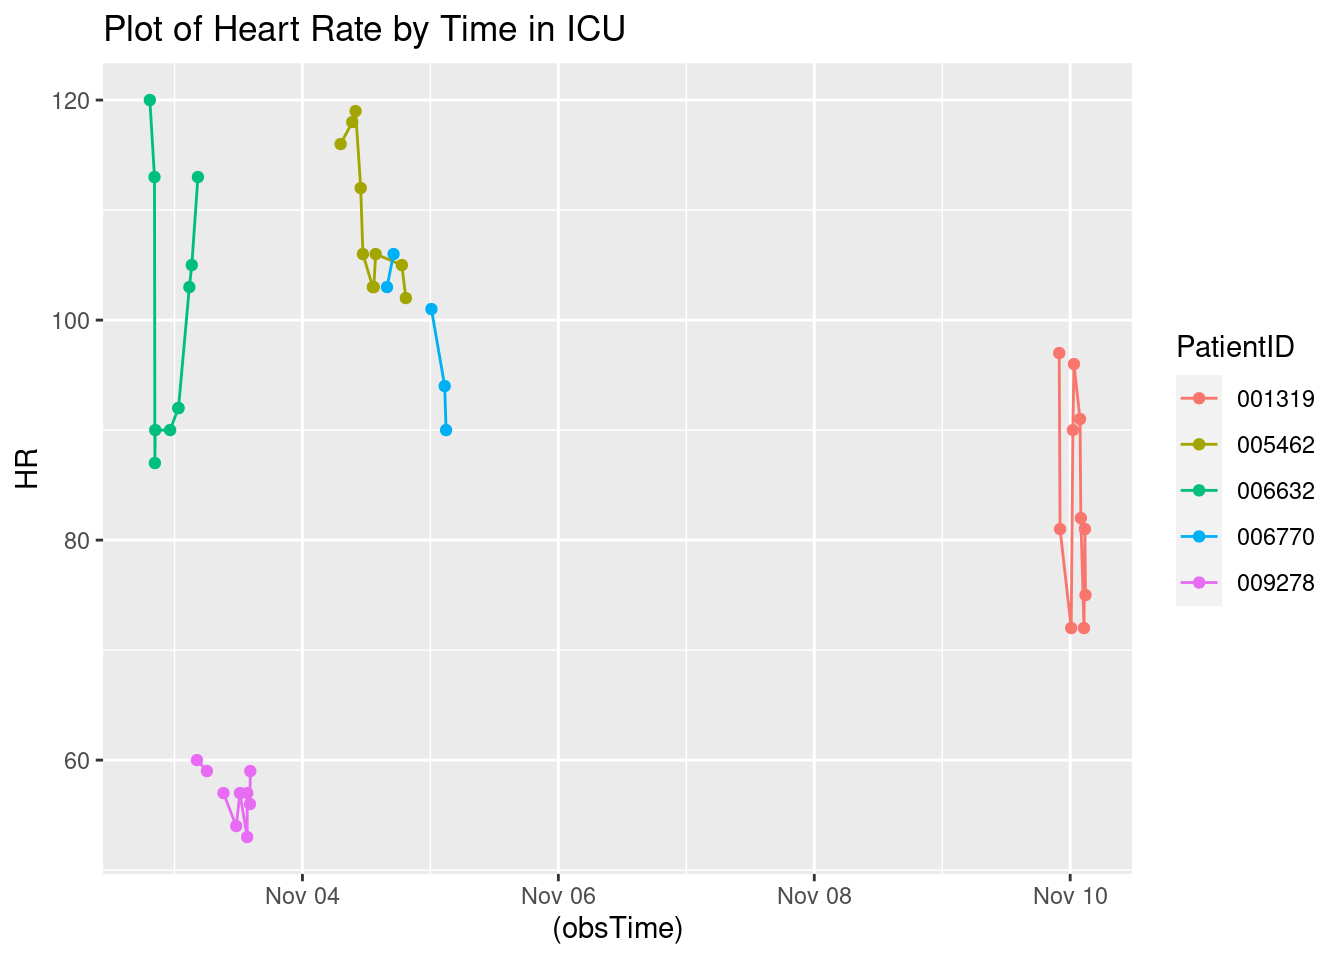 Plot of Heart Rate by Time in ICU
120
100
80
60
HR
Nov 04
Nov 06
Nov 08
Nov 10
(obsTime)
PatientID
001319
005462
006632
006770
009278